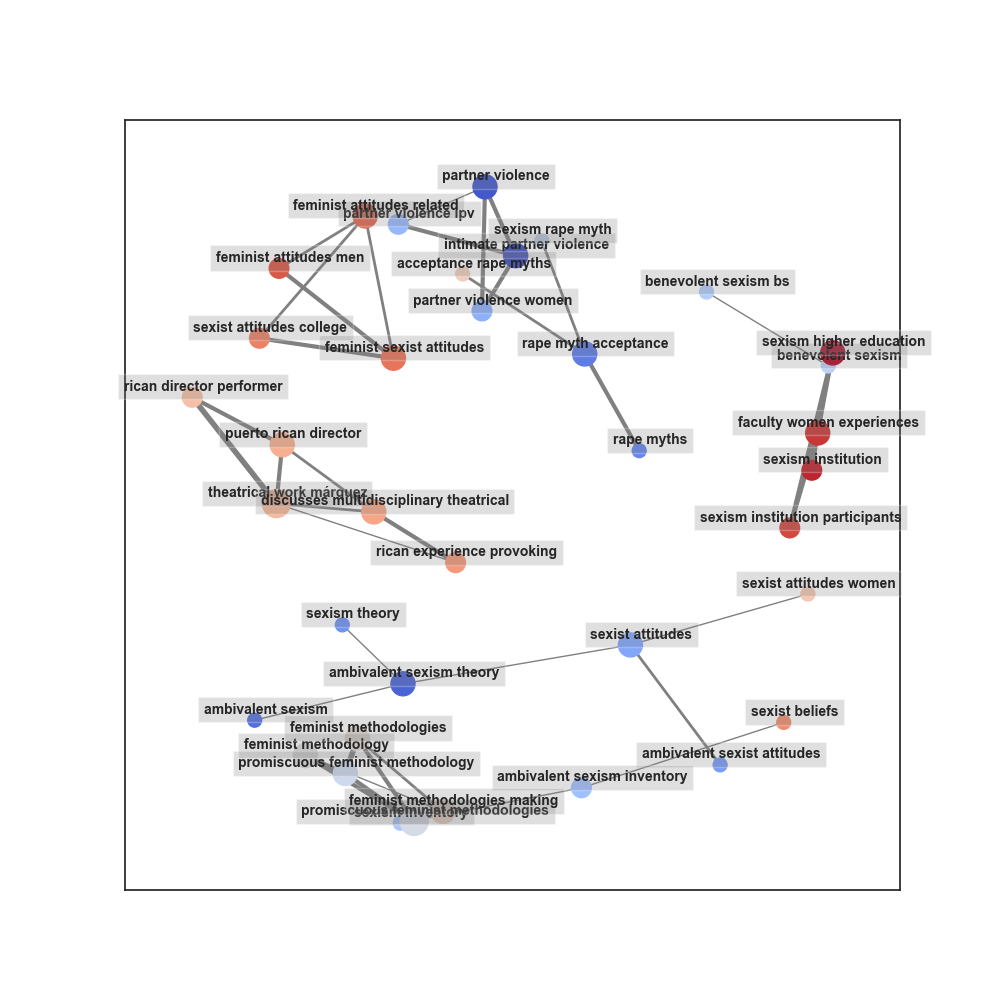 partner violence
feminist attitudes related
partner violence ipv
sexism rape myth
intimate partner violence
feminist attitudes men
acceptance rape myths
benevolent sexism bs
partner violence women
sexist attitudes college
feminist sexist attitudes
rape myth acceptance
sexism higher education
benevolent sexism
rican director performer
puerto rican director
faculty women experiences
rape myths
sexism institution
theatrical work márquez
discusses multidisciplinary theatrical
sexism institution participants
rican experience provoking
sexist attitudes women
sexism theory
sexist attitudes
ambivalent sexism theory
ambivalent sexism
sexist beliefs
feminist methodologies
feminist methodology
ambivalent sexist attitudes
promiscuous feminist methodology
ambivalent sexism inventory
feminist methodologies making
promiscuous feminist methodologies
sexism inventory